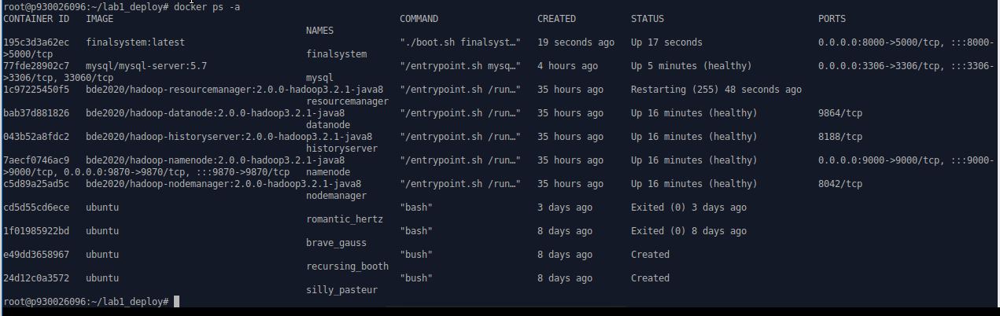 root@p930026096:~/lab1_deploy# docker ps -a
CONTAINER ID   IMAGE                                                    COMMAND                  CREATED          STATUS                            PORTS
                                                       NAMES
195c3d3a62ec   finalsystem:latest                                       "./boot.sh finalsyst…"   19 seconds ago   Up 17 seconds                     0.0.0.0:8000->5000/tcp, :::8000-
>5000/tcp                                              finalsystem
77fde28902c7   mysql/mysql-server:5.7                                   "/entrypoint.sh mysq…"   4 hours ago      Up 5 minutes (healthy)            0.0.0.0:3306->3306/tcp, :::3306-
>3306/tcp, 33060/tcp                                   mysql
1c97225450f5   bde2020/hadoop-resourcemanager:2.0.0-hadoop3.2.1-java8   "/entrypoint.sh /run…"   35 hours ago     Restarting (255) 48 seconds ago
                                                       resourcemanager
bab37d881826   bde2020/hadoop-datanode:2.0.0-hadoop3.2.1-java8          "/entrypoint.sh /run…"   35 hours ago     Up 16 minutes (healthy)           9864/tcp
                                                       datanode
043b52a8fdc2   bde2020/hadoop-historyserver:2.0.0-hadoop3.2.1-java8     "/entrypoint.sh /run…"   35 hours ago     Up 16 minutes (healthy)           8188/tcp
                                                       historyserver
7aecf0746ac9   bde2020/hadoop-namenode:2.0.0-hadoop3.2.1-java8          "/entrypoint.sh /run…"   35 hours ago     Up 16 minutes (healthy)           0.0.0.0:9000->9000/tcp, :::9000-
>9000/tcp, 0.0.0.0:9870->9870/tcp, :::9870->9870/tcp   namenode
c5d89a25ad5c   bde2020/hadoop-nodemanager:2.0.0-hadoop3.2.1-java8       "/entrypoint.sh /run…"   35 hours ago     Up 16 minutes (healthy)           8042/tcp
                                                       nodemanager
cd5d55cd6ece   ubuntu                                                   "bash"                   3 days ago       Exited (0) 3 days ago
                                                       romantic_hertz
1f01985922bd   ubuntu                                                   "bash"                   8 days ago       Exited (0) 8 days ago
                                                       brave_gauss
e49dd3658967   ubuntu                                                   "bush"                   8 days ago       Created
                                                       recursing_booth
24d12c0a3572   ubuntu                                                   "bush"                   8 days ago       Created
                                                       silly_pasteur
root@p930026096:~/lab1_deploy#